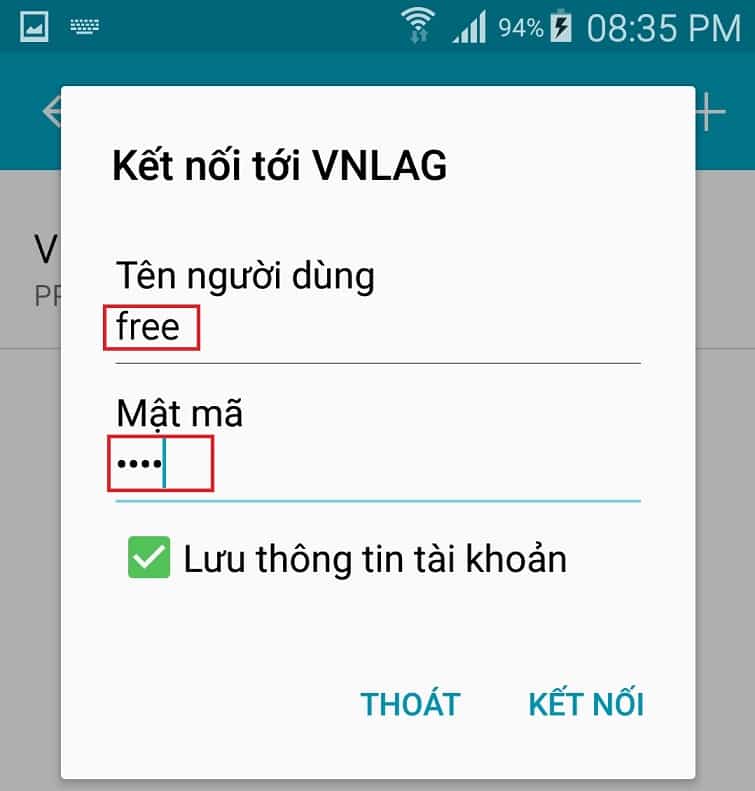 94% 08:35 PM
Kết nối tới VNLAG
V
Tên người dùng
free
Mật mã
••••
Lưu thông tin tài khoản
THOÁT KẾT NỐI